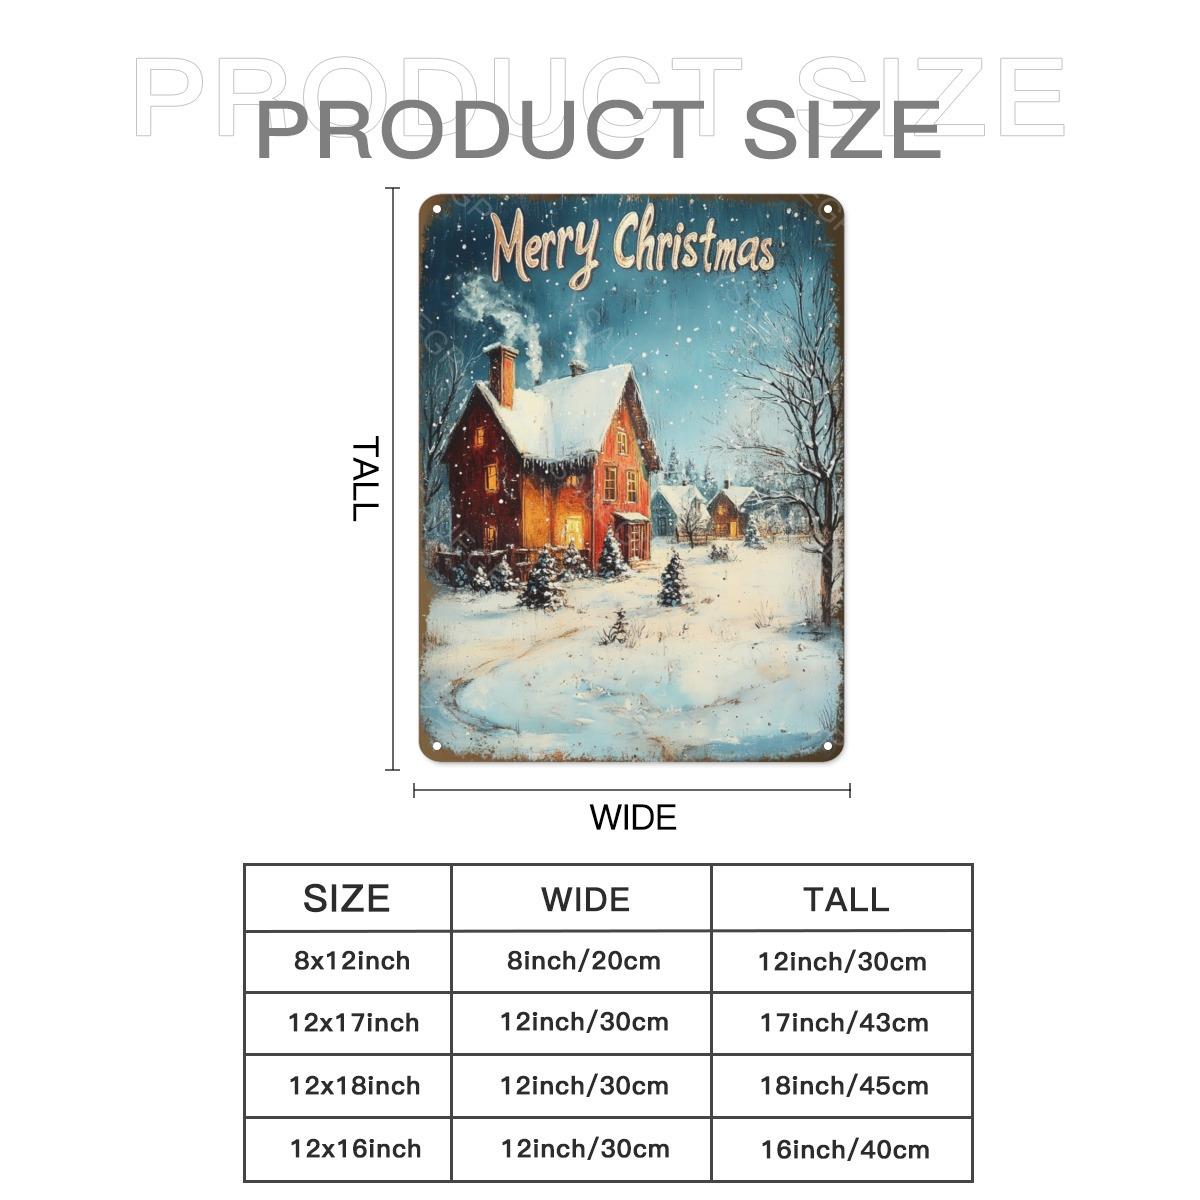 PRODUCT SIZE
PRODUCT SIZE
Merry Christmas
TALL
WIDE
SIZE WIDE TALL
8x12inch 8inch/20cm 12inch/30cm
12x17inch 12inch/30cm 17inch/43cm
12x18inch 12inch/30cm 18inch/45cm
12x16inch 12inch/30cm 16inch/40cm